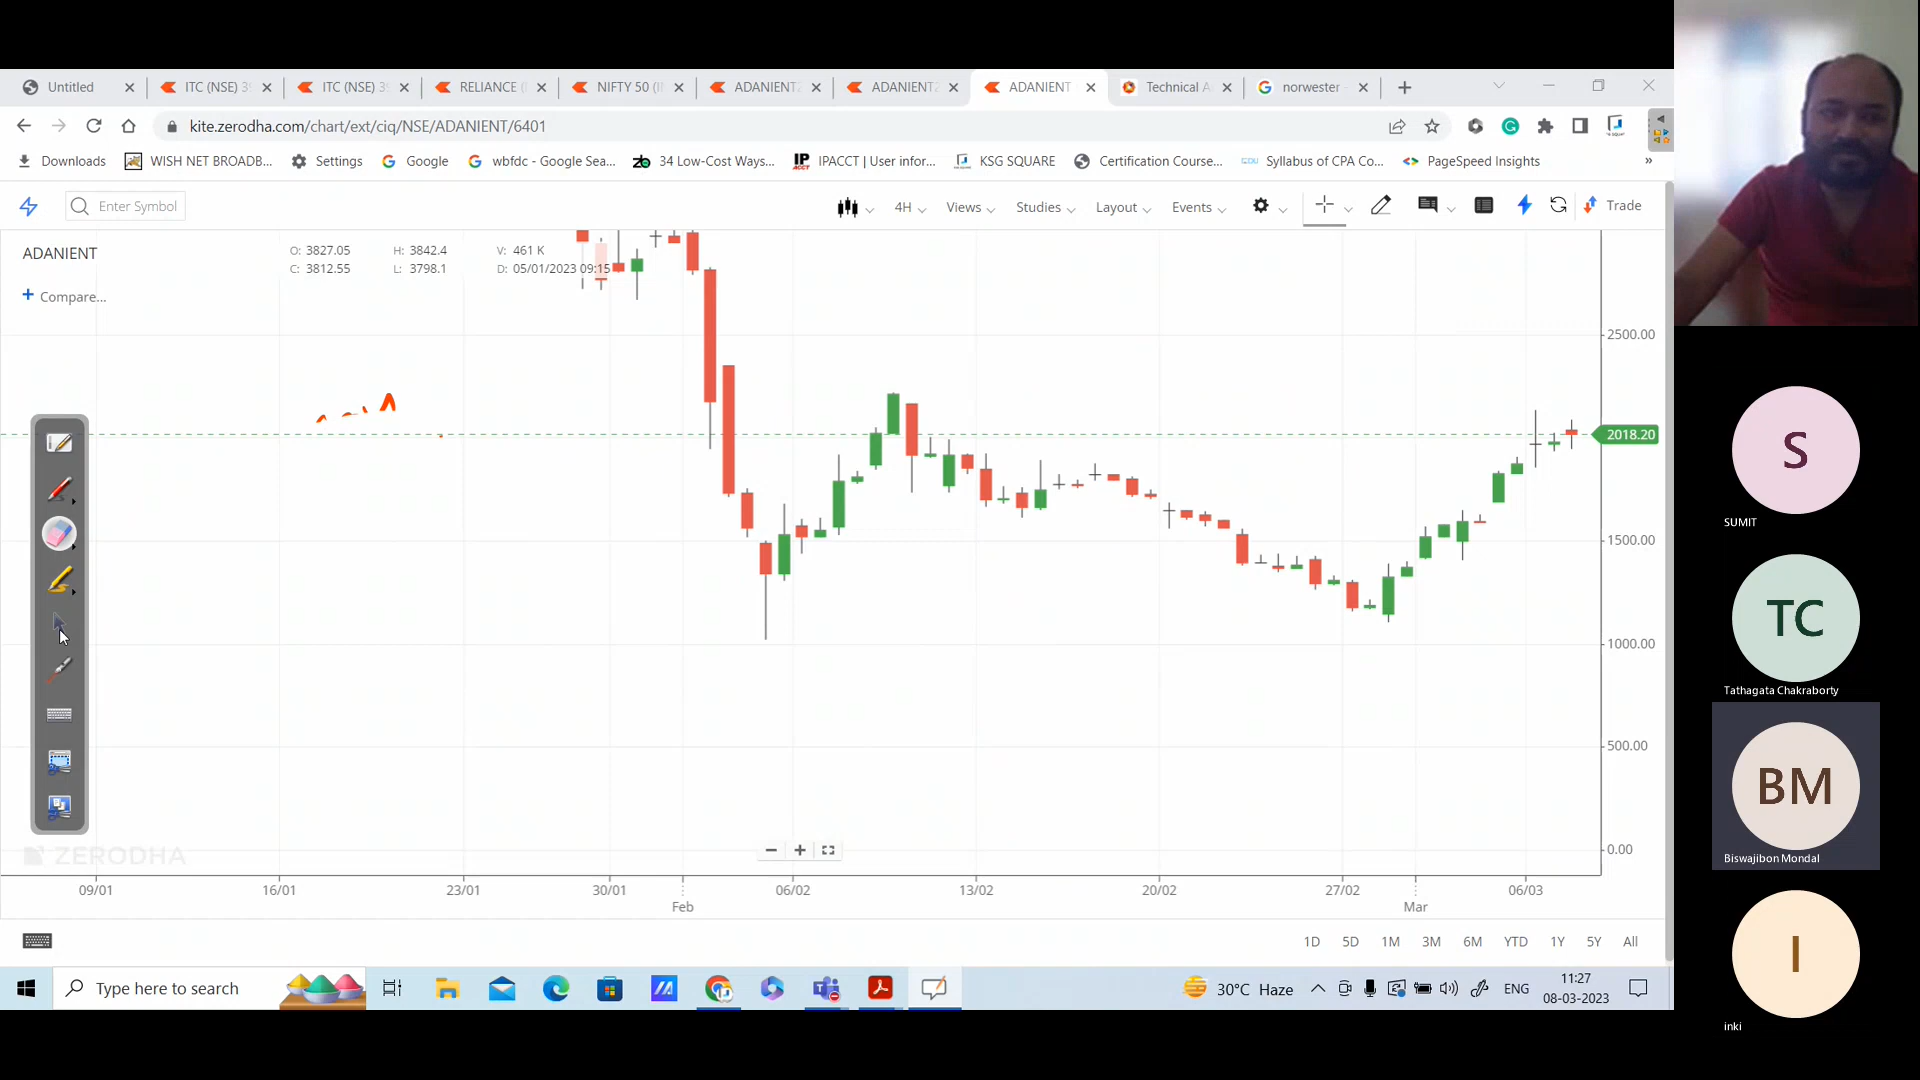 Untitled
ITC (NSE) 3
ITC (NSE) 3
RELIANCE (
NIFTY 50 (I
ADANIENT2
ADANIENT2
ADANIENT
Technical A
norwester -
kite.zerodha.com/chart/ext/ciq/NSE/ADANIENT/6401
Downloads
WISH NET BROADB...
Settings
Google
wbfdc - Google Sea...
34 Low-Cost Ways...
IPACCT | User infor...
KSG SQUARE
Certification Course...
Syllabus of CPA Co...
PageSpeed Insights
»
Enter Symbol
4H
Views
Studies
Layout
Events
Trade
ADANIENT
O: 3827.05 H: 3842.4 V: 461 K
C: 3812.55 L: 3798.1 D: 05/01/2023 09:15
+ Compare...
2500.00
2018.20
1500.00
1000.00
500.00
0.00
ZERODHA
09/01 16/01 23/01 30/01 06/02 13/02 20/02 27/02 06/03
Feb Mar
1D 5D 1M 3M 6M YTD 1Y 5Y All
Type here to search
30°C Haze
ENG
11:27
08-03-2023
S
SUMIT
TC
Tathagata Chakraborty
BM
Biswajibon Mondal
I
inki